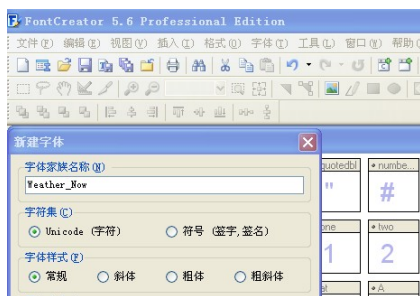 FontCreator 5.6 Professional Edition
文件(F) 编辑(E) 视图(V) 插入(I) 格式(O) 字体(T) 工具(L) 窗口(W) 帮助(
新建字体
字体家族名称(N)
Weather_Now
字符集(C)
Unicode (字符) 符号 (签字,签名)
字体样式(F)
常规 斜体 粗体 粗斜体
quotedbl numbe...
" #
one two
1 2
at A